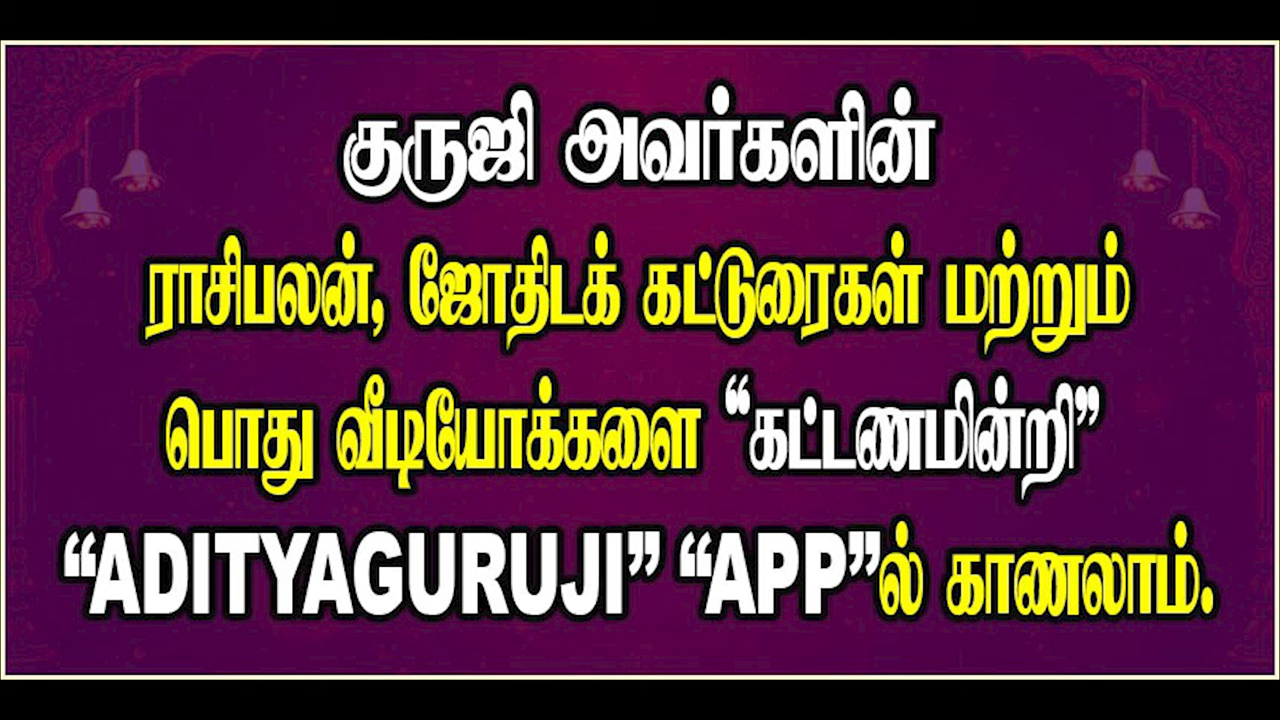 குருஜி அவர்களின்
ராசிபலன், ஜோதிடக் கட்டுரைகள் மற்றும்
பொது வீடியோக்களை “கட்டணமின்றி”
“ADITYAGURUJI” “APP”ல் காணலாம்.